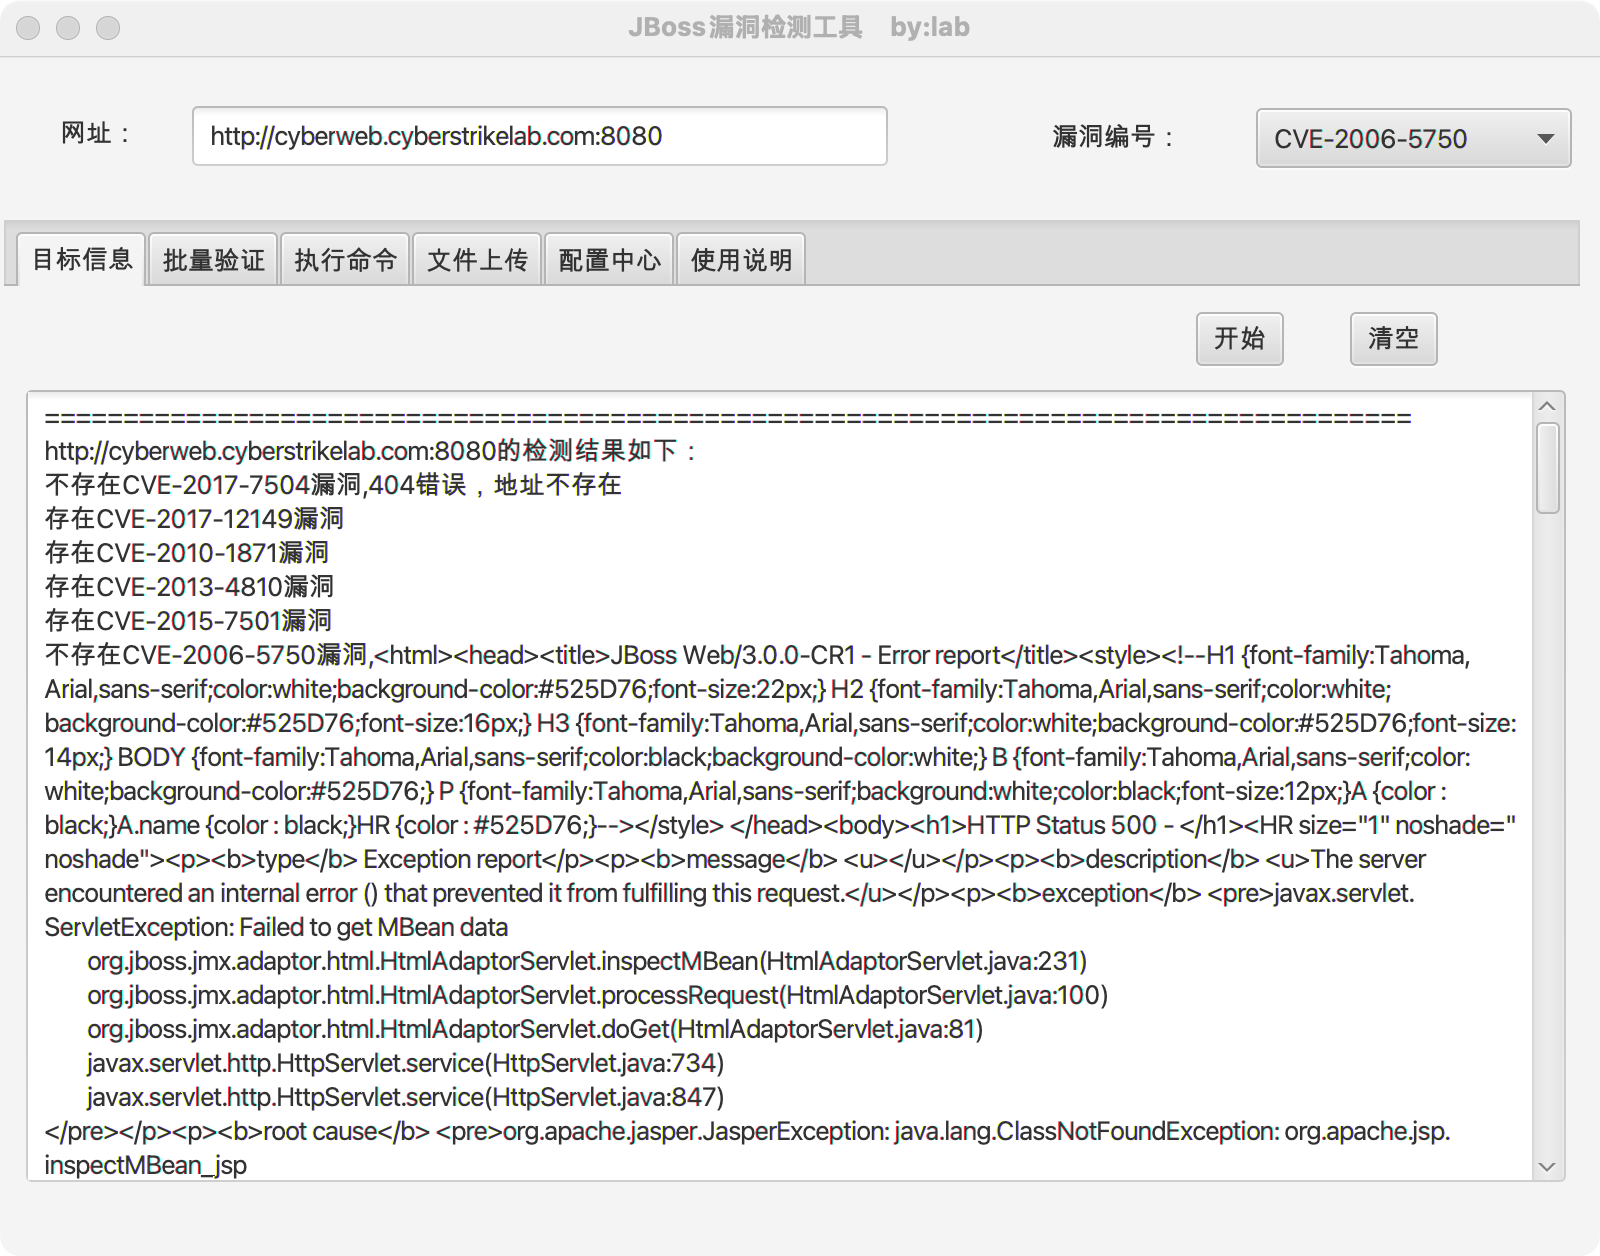 JBoss漏洞检测工具 by:lab
网址： http://cyberweb.cyberstrikelab.com:8080 漏洞编号： CVE-2006-5750
目标信息 批量验证 执行命令 文件上传 配置中心 使用说明
开始 清空
======================================================================================
http://cyberweb.cyberstrikelab.com:8080的检测结果如下：
不存在CVE-2017-7504漏洞,404错误，地址不存在
存在CVE-2017-12149漏洞
存在CVE-2010-1871漏洞
存在CVE-2013-4810漏洞
存在CVE-2015-7501漏洞
不存在CVE-2006-5750漏洞,<html><head><title>JBoss Web/3.0.0-CR1 - Error report</title><style><!--H1 {font-family:Tahoma,
Arial,sans-serif;color:white;background-color:#525D76;font-size:22px;} H2 {font-family:Tahoma,Arial,sans-serif;color:white;
background-color:#525D76;font-size:16px;} H3 {font-family:Tahoma,Arial,sans-serif;color:white;background-color:#525D76;font-size:
14px;} BODY {font-family:Tahoma,Arial,sans-serif;color:black;background-color:white;} B {font-family:Tahoma,Arial,sans-serif;color:
white;background-color:#525D76;} P {font-family:Tahoma,Arial,sans-serif;background:white;color:black;font-size:12px;}A {color :
black;}A.name {color : black;}HR {color : #525D76;}--></style> </head><body><h1>HTTP Status 500 - </h1><HR size="1" noshade="
noshade"><p><b>type</b> Exception report</p><p><b>message</b> <u></u></p><p><b>description</b> <u>The server
encountered an internal error () that prevented it from fulfilling this request.</u></p><p><b>exception</b> <pre>javax.servlet.
ServletException: Failed to get MBean data
org.jboss.jmx.adaptor.html.HtmlAdaptorServlet.inspectMBean(HtmlAdaptorServlet.java:231)
org.jboss.jmx.adaptor.html.HtmlAdaptorServlet.processRequest(HtmlAdaptorServlet.java:100)
org.jboss.jmx.adaptor.html.HtmlAdaptorServlet.doGet(HtmlAdaptorServlet.java:81)
javax.servlet.http.HttpServlet.service(HttpServlet.java:734)
javax.servlet.http.HttpServlet.service(HttpServlet.java:847)
</pre></p><p><b>root cause</b> <pre>org.apache.jasper.JasperException: java.lang.ClassNotFoundException: org.apache.jsp.
inspectMBean_jsp